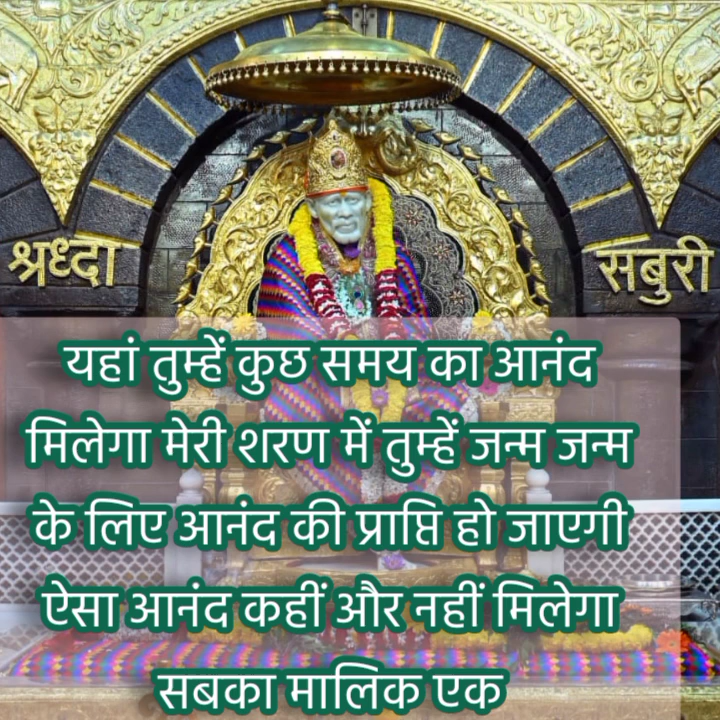 श्रध्दा
सबुरी
यहां तुम्हें कुछ समय का आनंद
मिलेगा मेरी शरण में तुम्हें जन्म जन्म
के लिए आनंद की प्राप्ति हो जाएगी
ऐसा आनंद कहीं और नहीं मिलेगा
सबका मालिक एक